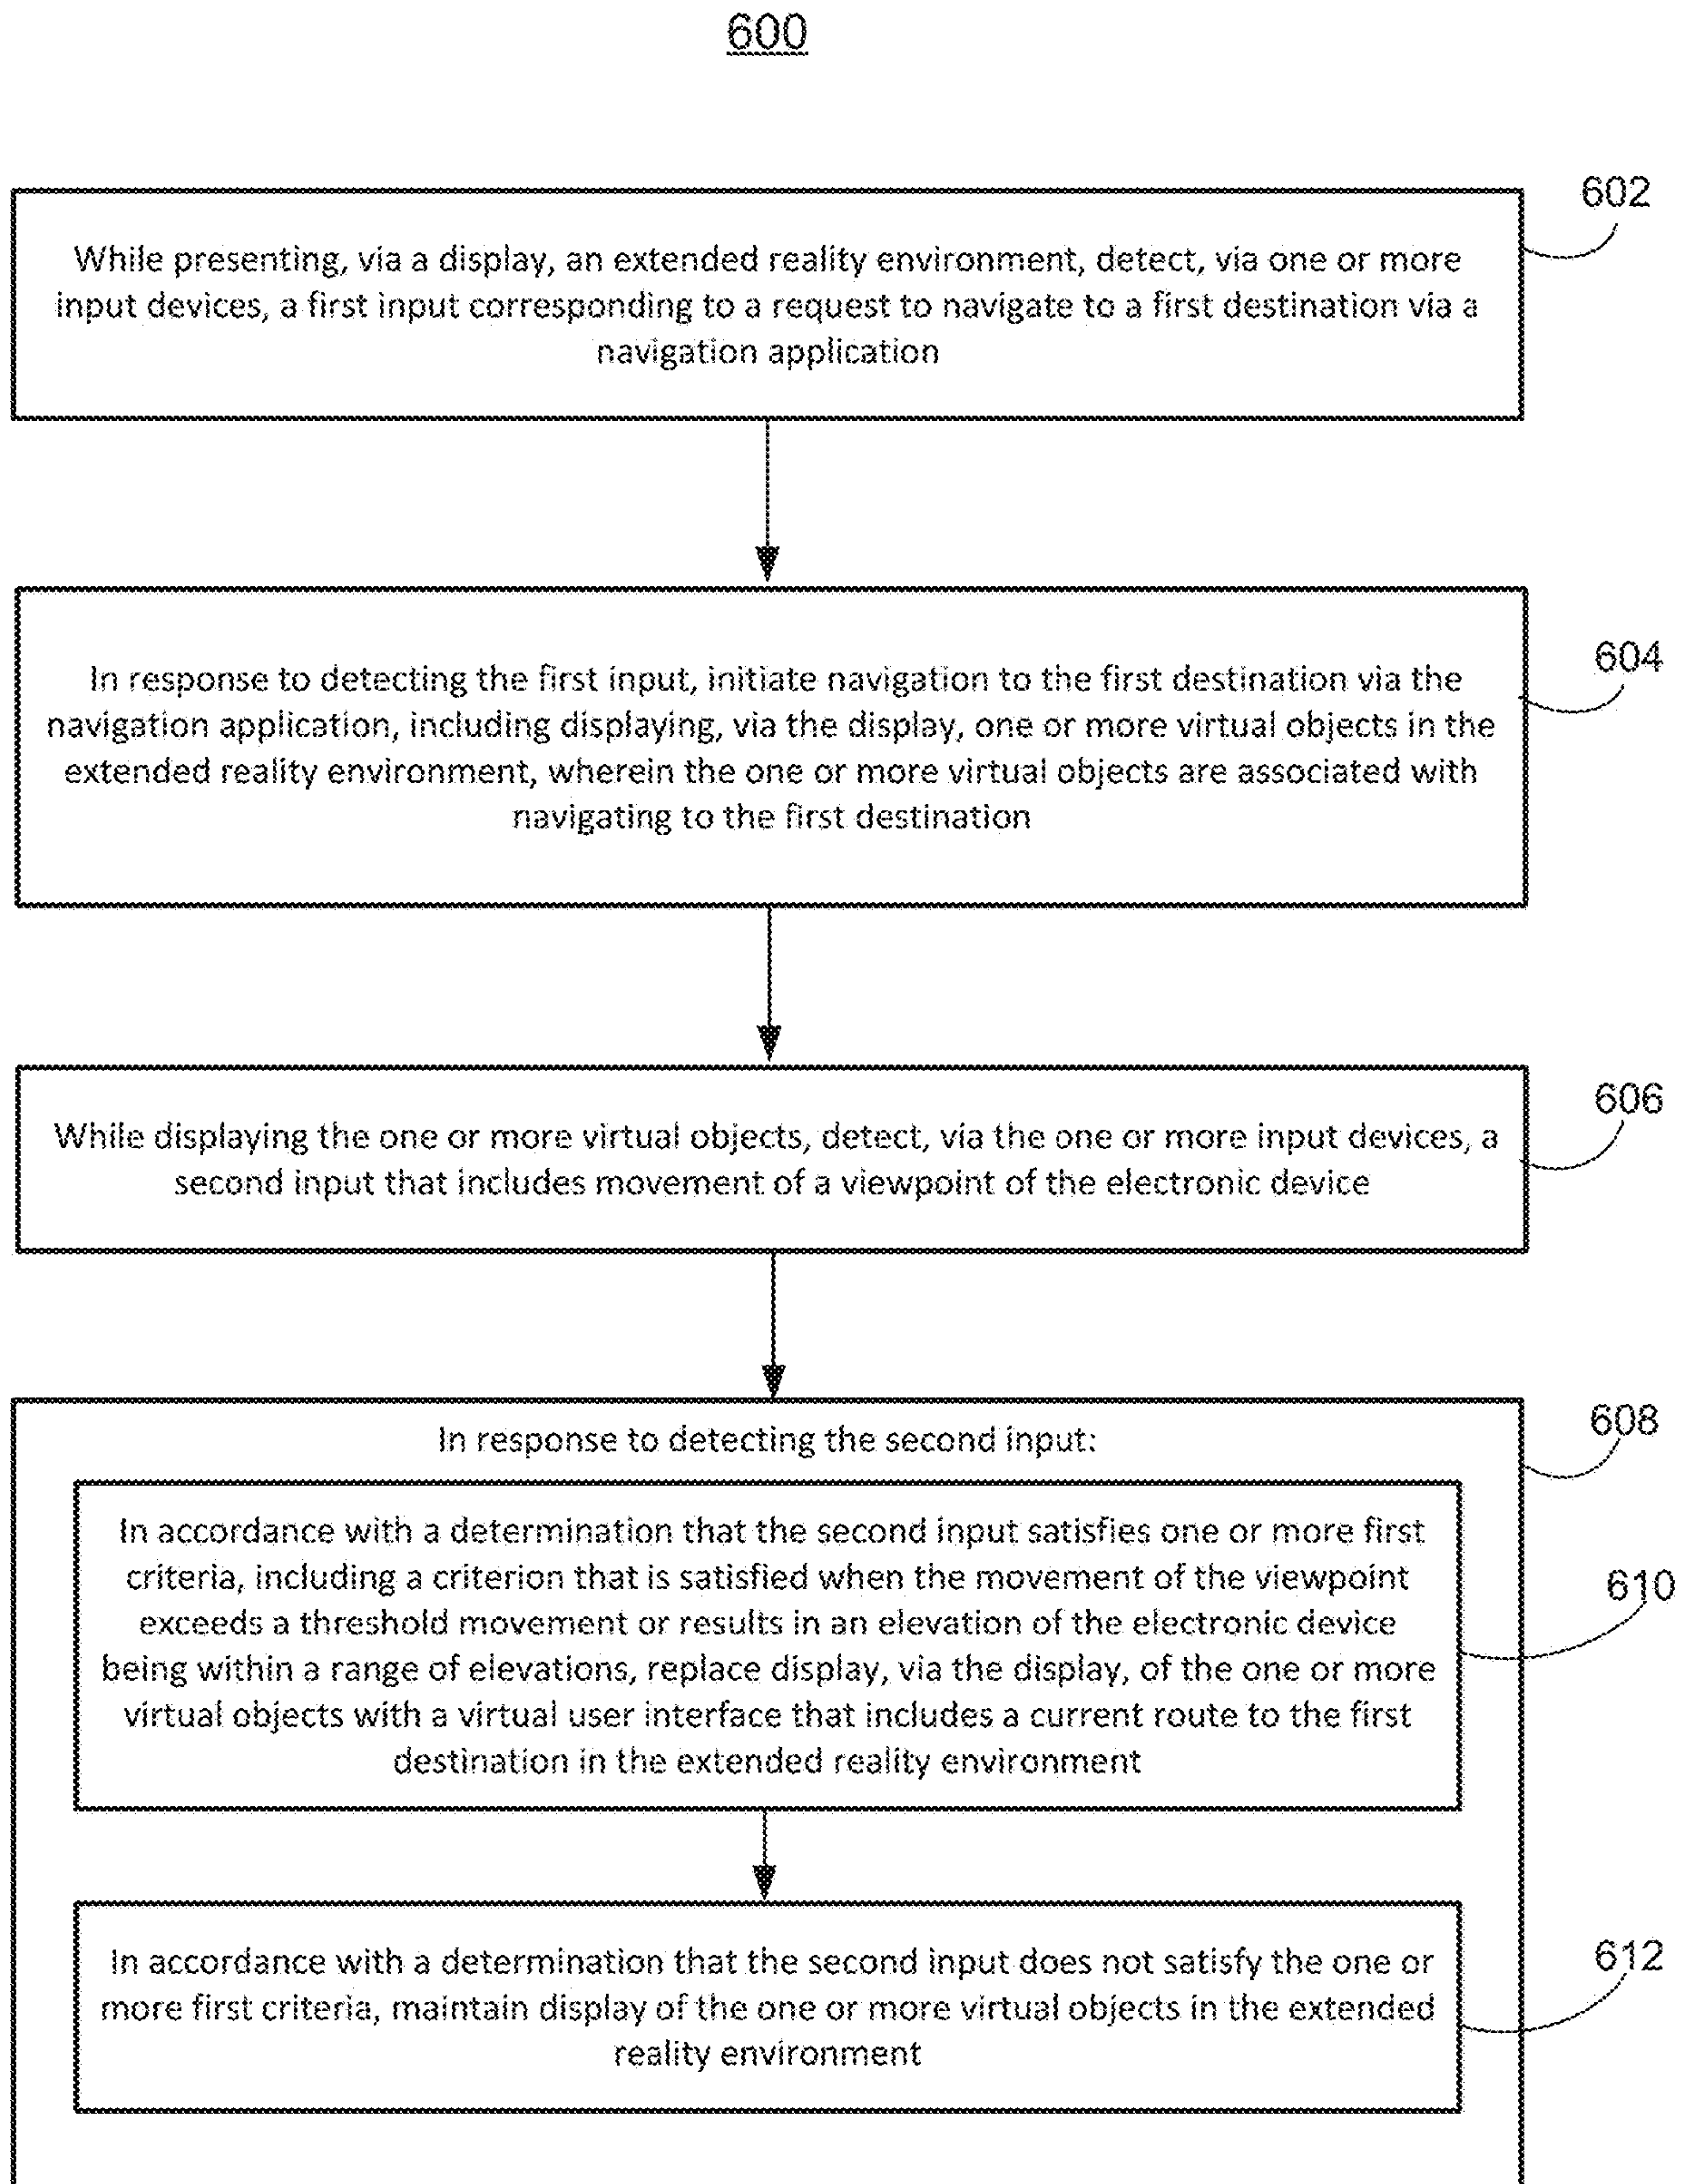 600
602
While presenting, via a display, an extended reality environment, detect, via one or more
input devices, a first input corresponding to a request to navigate to a first destination via a
navigation application
604
In response to detecting the first input, initiate navigation to the first destination via the
navigation application, including displaying, via the display, one or more virtual objects in the
extended reality environment, wherein the one or more virtual objects are associated with
navigating to the first destination
606
While displaying the one or more virtual objects, detect, via the one or more input devices, a
second input that includes movement of a viewpoint of the electronic device
608
In response to detecting the second input:
610
In accordance with a determination that the second input satisfies one or more first
criteria, including a criterion that is satisfied when the movement of the viewpoint
exceeds a threshold movement or results in an elevation of the electronic device
being within a range of elevations, replace display, via the display, of the one or more
virtual objects with a virtual user interface that includes a current route to the first
destination in the extended reality environment
612
In accordance with a determination that the second input does not satisfy the one or
more first criteria, maintain display of the one or more virtual objects in the extended
reality environment